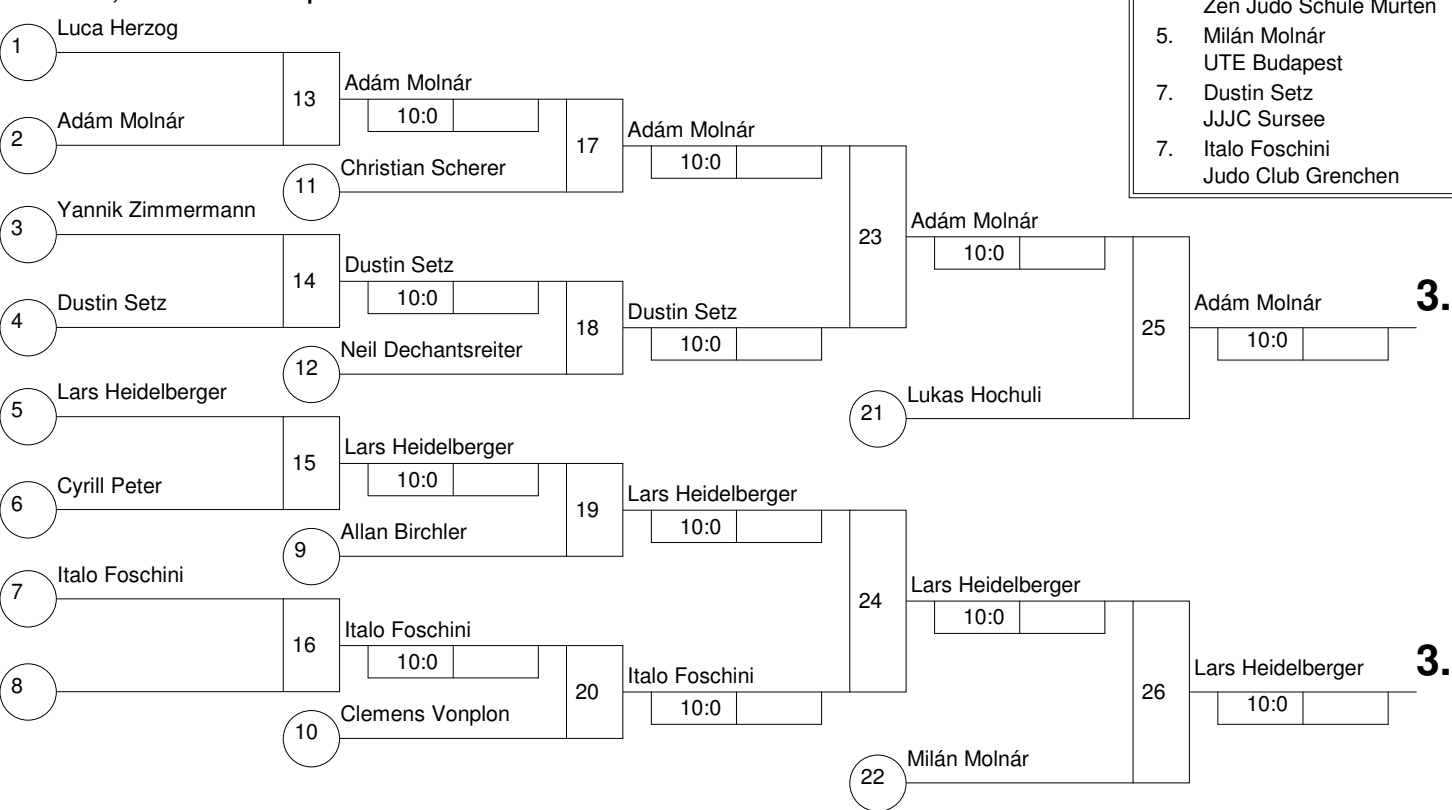 Zen Judo Schule Murten
5. Milán Molnár
UTE Budapest
7. Dustin Setz
JJJC Sursee
7. Italo Foschini
Judo Club Grenchen
1 Luca Herzog
13
Adám Molnár
10:0
2 Adám Molnár
17
Adám Molnár
10:0
11 Christian Scherer
3 Yannik Zimmermann
23
Adám Molnár
10:0
14
Dustin Setz
10:0
4 Dustin Setz
18
Dustin Setz
10:0
12 Neil Dechantsreiter
25
Adám Molnár
10:0
3.
5 Lars Heidelberger
21 Lukas Hochuli
15
Lars Heidelberger
10:0
6 Cyrill Peter
19
Lars Heidelberger
10:0
9 Allan Birchler
7 Italo Foschini
24
Lars Heidelberger
10:0
16
Italo Foschini
10:0
8
20
Italo Foschini
10:0
10 Clemens Vonplon
26
Lars Heidelberger
10:0
3.
22 Milán Molnár